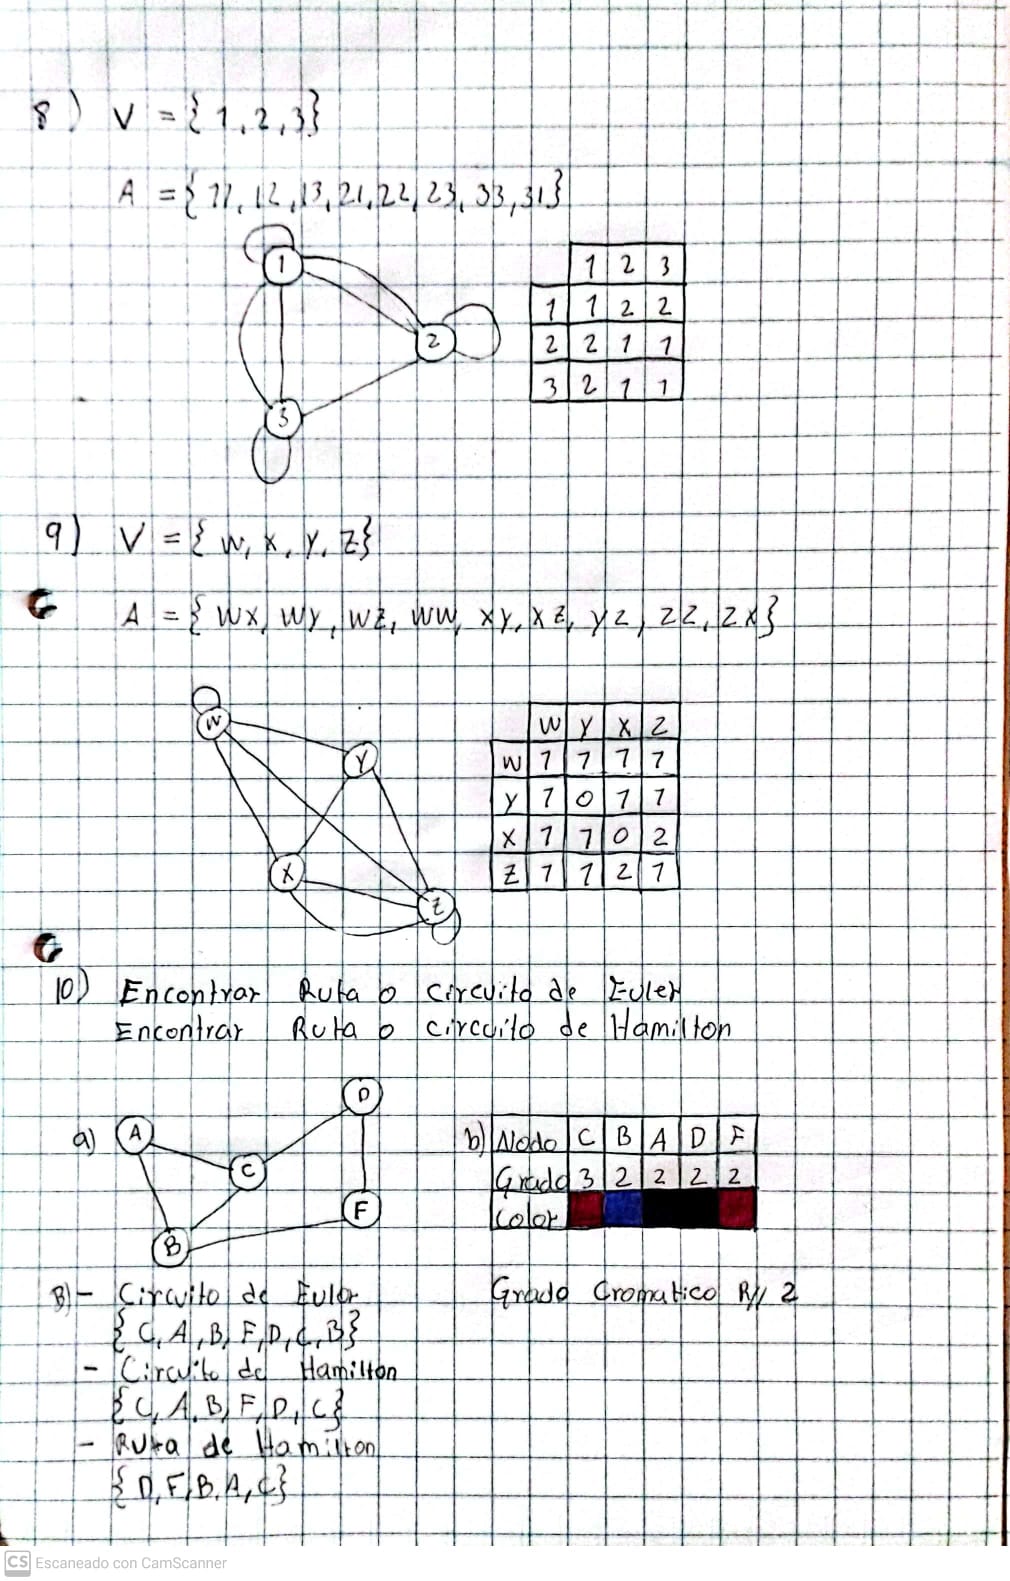 8) V = { 1, 2, 3}
A = { 11, 12, 13, 21, 22, 23, 33, 31}
1
2
3
1 2 3
1 1 2 2
2 2 1 1
3 2 1 1
9) V = { W, X, Y, Z}
A = { WX, WY, WZ, WW, XY, XZ, YZ, ZZ, ZX}
W
Y
X
Z
W Y X Z
W 1 1 1 1
Y 1 0 1 1
X 1 1 0 2
Z 1 1 2 1
10) Encontrar Ruta o circuito de Euler
Encontrar Ruta o circuito de Hamilton
a)
A
D
C
F
B
b) Nodo C B A D F
Grado 3 2 2 2 2
Color
B) - Circuito de Euler
{ C, A, B, F, D, C, B}
- Circuito de Hamilton
{ C, A, B, F, D, C}
- Ruta de Hamilton
{ D, F, B, A, C}
Grado Cromatico R// 2
CS Escaneado con CamScanner